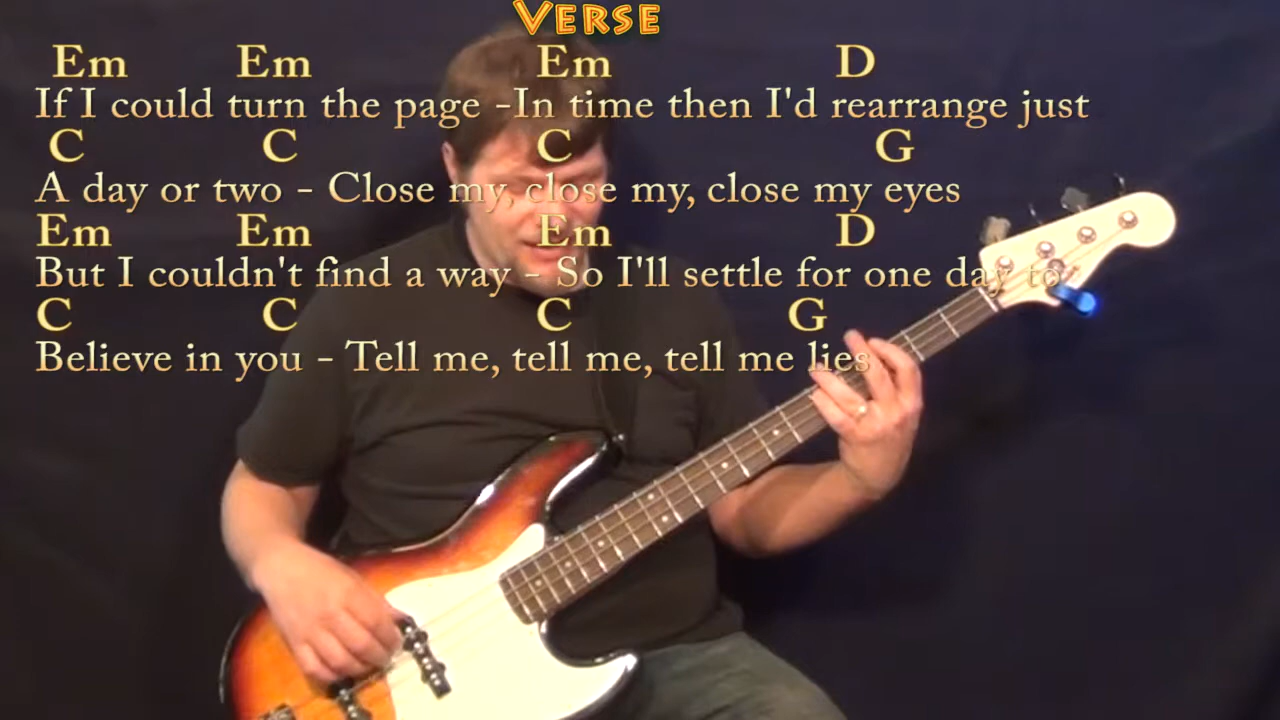 VERSE
Em Em Em D
If I could turn the page -In time then I'd rearrange just
C C C G
A day or two - Close my, close my, close my eyes
Em Em Em D
But I couldn't find a way - So I'll settle for one day to
C C C G
Believe in you - Tell me, tell me, tell me lies